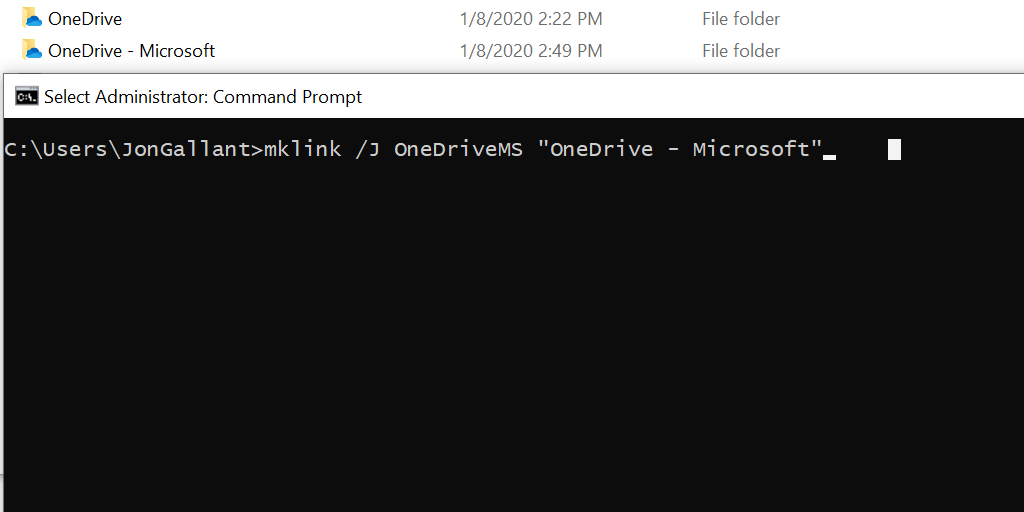 OneDrive 1/8/2020 2:22 PM File folder
OneDrive - Microsoft 1/8/2020 2:49 PM File folder
C:\. Select Administrator: Command Prompt
C:\Users\JonGallant>mklink /J OneDriveMS "OneDrive - Microsoft"_